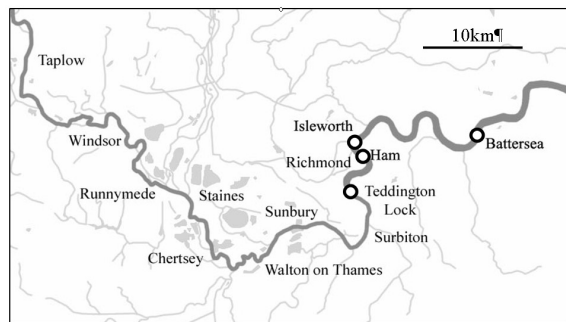 10km¶
Taplow
Isleworth
Windsor
Battersea
Richmond
Ham
Runnymede
Staines
Teddington
Lock
Sunbury
Surbiton
Chertsey
Walton on Thames